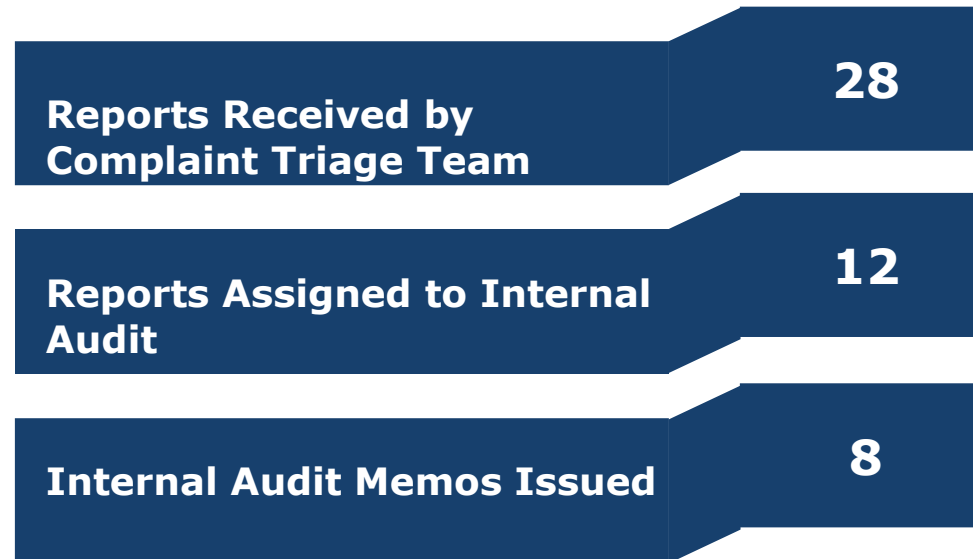 28
Reports Received by
Complaint Triage Team
12
Reports Assigned to Internal
Audit
8
Internal Audit Memos Issued